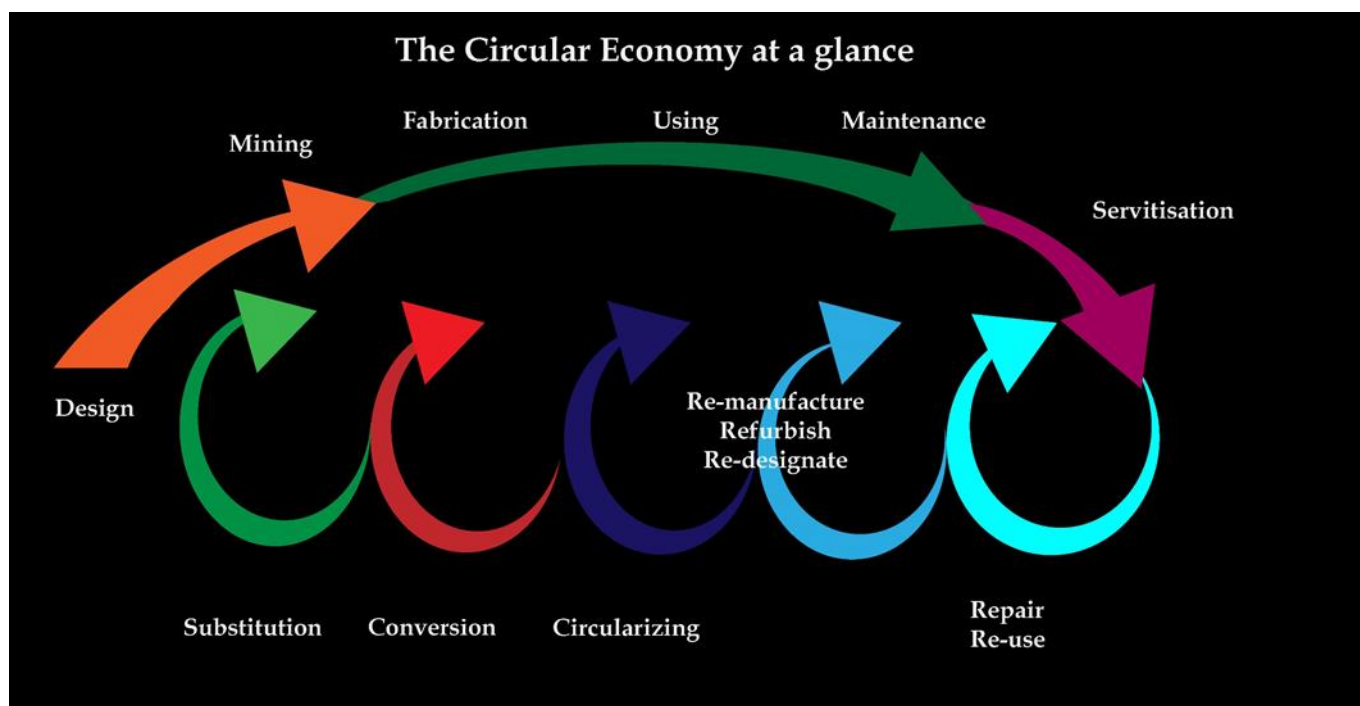 The Circular Economy at a glance
Mining
Fabrication
Using
Maintenance
Servitisation
Design
Re-manufacture
Refurbish
Re-designate
Substitution
Conversion
Circularizing
Repair
Re-use